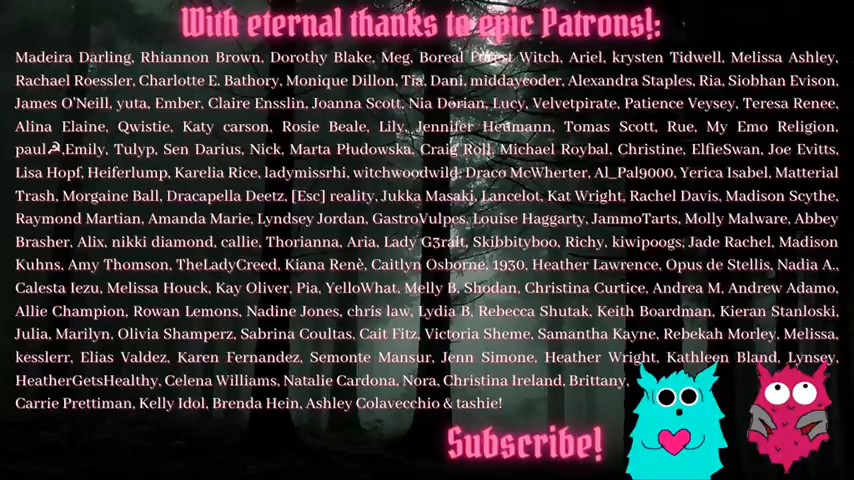 With eternal thanks to epic Patrons!:
Madeira Darling, Rhiannon Brown, Dorothy Blake, Meg, Boreal Forest Witch, Ariel, krysten Tidwell, Melissa Ashley,
Rachael Roessler, Charlotte E. Bathory, Monique Dillon, Tia, Dani, middaycoder, Alexandra Staples, Ria, Siobhan Evison,
James O'Neill, yuta, Ember, Claire Ensslin, Joanna Scott, Nia Dorian, Lucy, Velvetpirate, Patience Veysey, Teresa Renee,
Alina Elaine, Qwistie, Katy carson, Rosie Beale, Lily, Jennifer Heumann, Tomas Scott, Rue, My Emo Religion,
paul☭,Emily, Tulyp, Sen Darius, Nick, Marta Płudowska, Craig Roll, Michael Roybal, Christine, ElfieSwan, Joe Evitts,
Lisa Hopf, Heiferlump, Karelia Rice, ladymissrhi, witchwoodwild, Draco McWherter, Al_Pal9000, Yerica Isabel, Matterial
Trash, Morgaine Ball, Dracapella Deetz, [Esc] reality, Jukka Masaki, Lancelot, Kat Wright, Rachel Davis, Madison Scythe,
Raymond Martian, Amanda Marie, Lyndsey Jordan, GastroVulpes, Louise Haggarty, JammoTarts, Molly Malware, Abbey
Brasher, Alix, nikki diamond, callie, Thorianna, Aria, Lady G3ralt, Skibbityboo, Richy, kiwipoogs, Jade Rachel, Madison
Kuhns, Amy Thomson, TheLadyCreed, Kiana Renè, Caitlyn Osborne, 1930, Heather Lawrence, Opus de Stellis, Nadia A.,
Calesta Iezu, Melissa Houck, Kay Oliver, Pia, YelloWhat, Melly B, Shodan, Christina Curtice, Andrea M, Andrew Adamo,
Allie Champion, Rowan Lemons, Nadine Jones, chris law, Lydia B, Rebecca Shutak, Keith Boardman, Kieran Stanloski,
Julia, Marilyn, Olivia Shamperz, Sabrina Coultas, Cait Fitz, Victoria Sheme, Samantha Kayne, Rebekah Morley, Melissa,
kesslerr, Elias Valdez, Karen Fernandez, Semonte Mansur, Jenn Simone, Heather Wright, Kathleen Bland, Lynsey,
HeatherGetsHealthy, Celena Williams, Natalie Cardona, Nora, Christina Ireland, Brittany,
Carrie Prettiman, Kelly Idol, Brenda Hein, Ashley Colavecchio & tashie!
Subscribe!